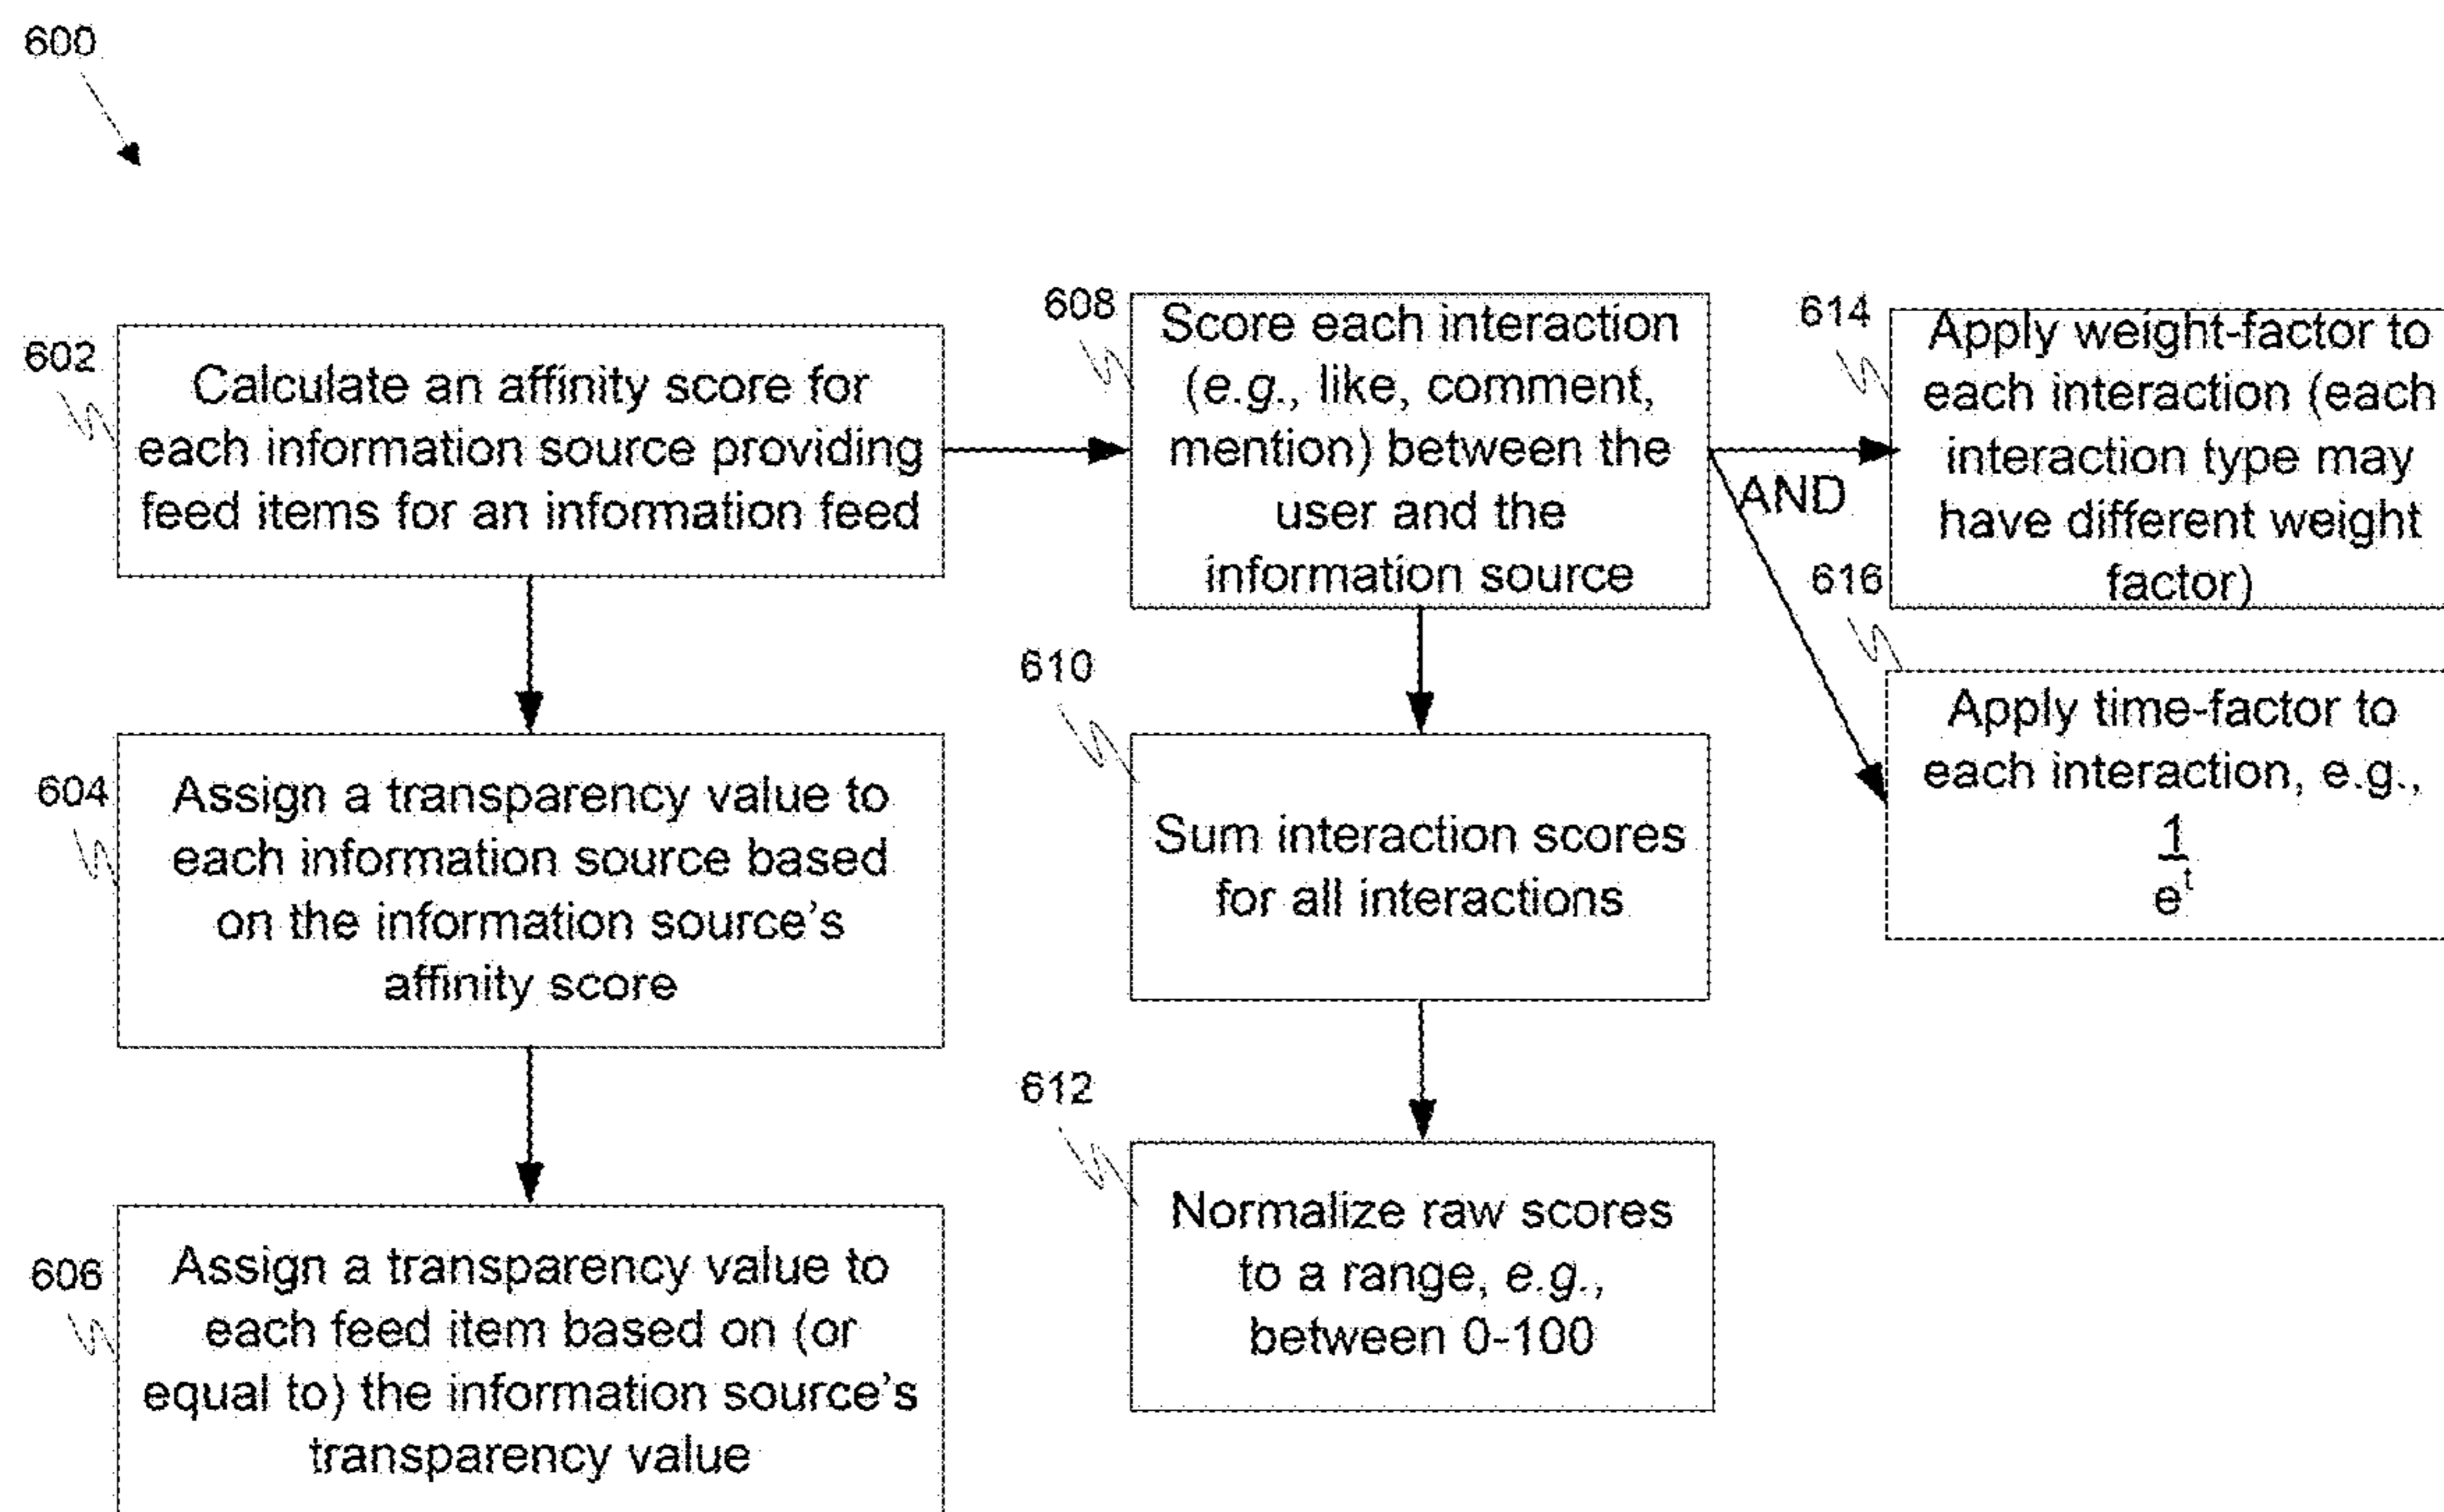 600
602
Calculate an affinity score for
each information source providing
feed items for an information feed
604
Assign a transparency value to
each information source based
on the information source's
affinity score
606
Assign a transparency value to
each feed item based on (or
equal to) the information source's
transparency value
608
Score each interaction
(e.g., like, comment,
mention) between the
user and the
information source
610
Sum interaction scores
for all interactions
612
Normalize raw scores
to a range, e.g.,
between 0-100
AND
614
Apply weight-factor to
each interaction (each
interaction type may
have different weight
factor)
616
Apply time-factor to
each interaction, e.g.,
1
e^t